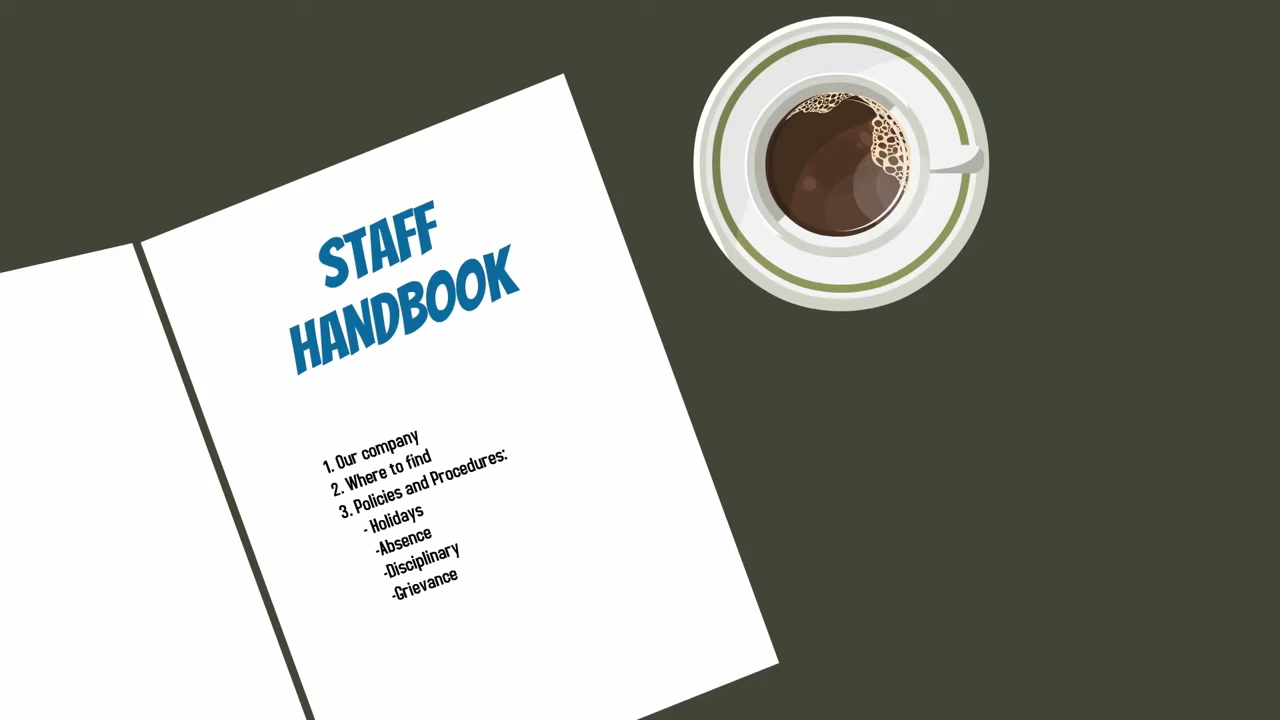 STAFF
HANDBOOK
1. Our company
2. Where to find
3. Policies and Procedures:
- Holidays
-Absence
-Disciplinary
-Grievance